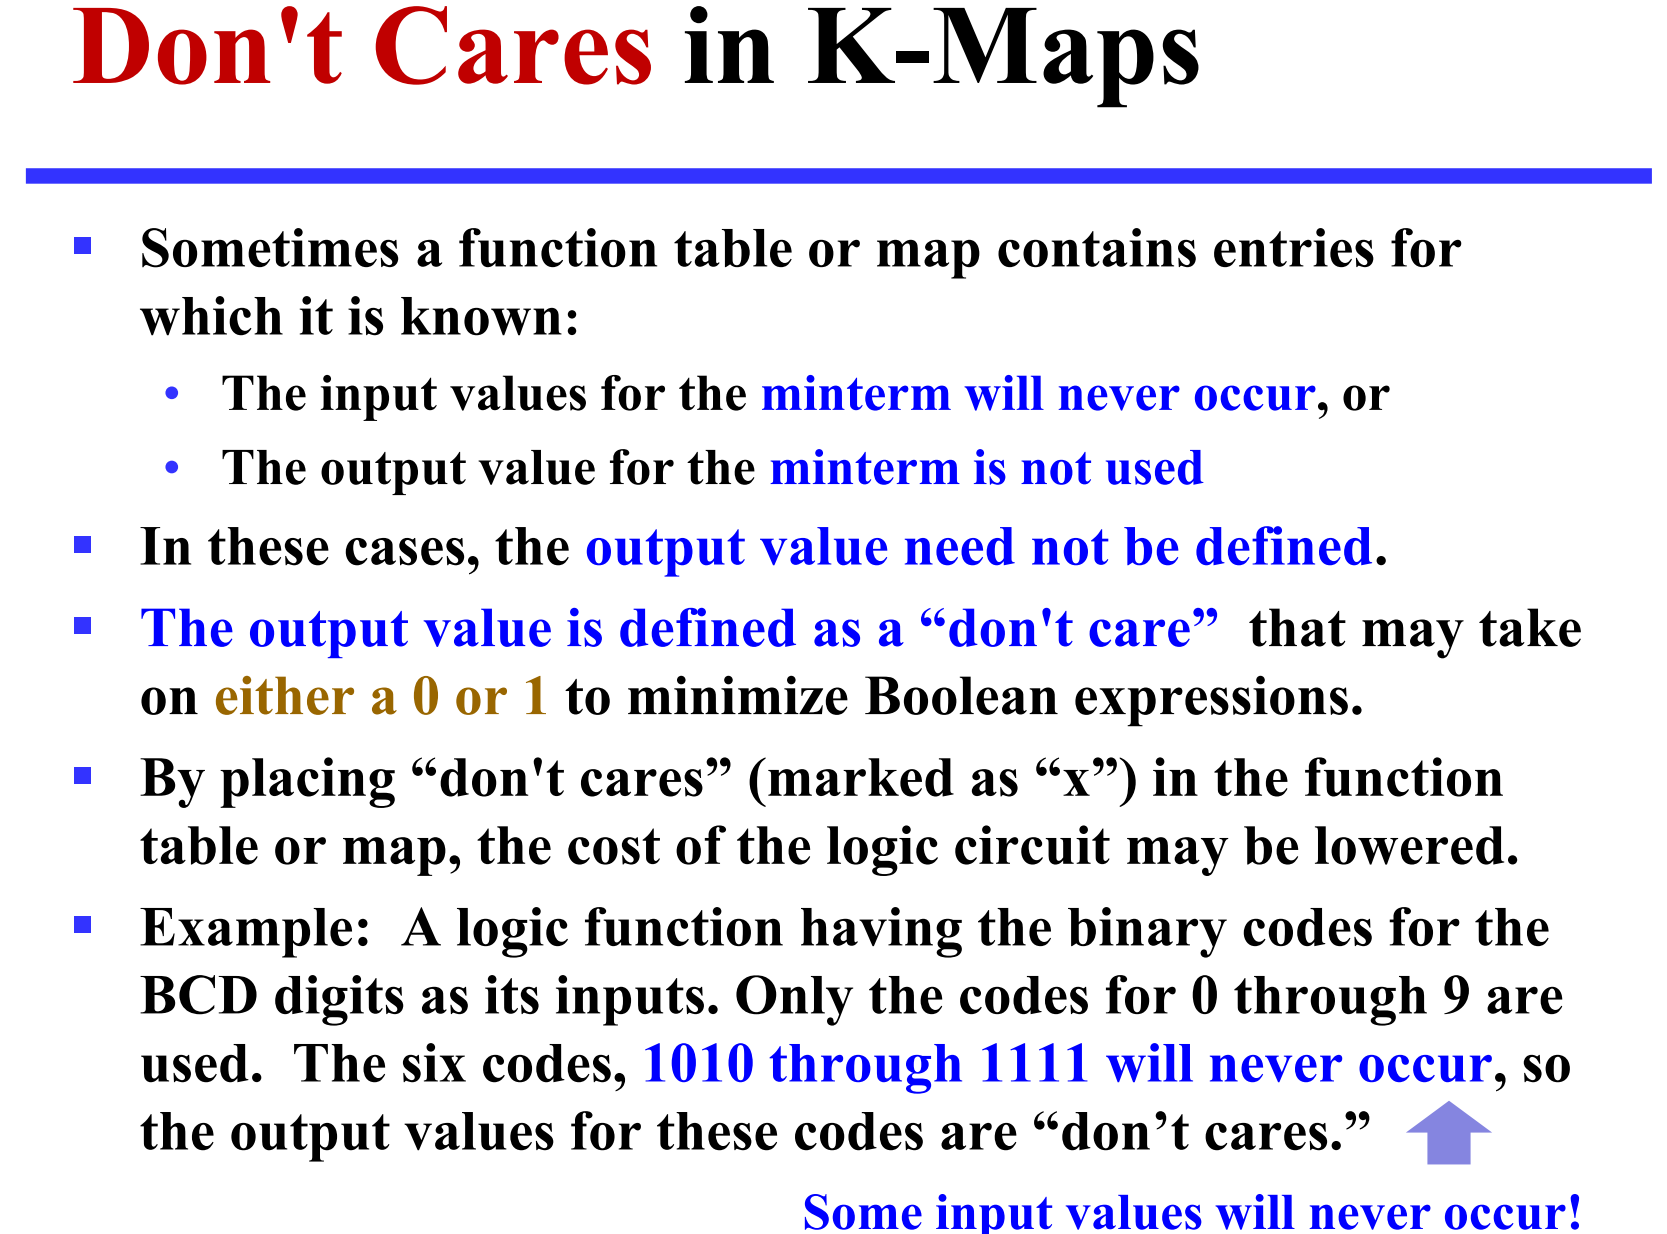 Don't Cares in K-Maps
Sometimes a function table or map contains entries for
which it is known:
The input values for the minterm will never occur, or
The output value for the minterm is not used
In these cases, the output value need not be defined.
The output value is defined as a “don't care”  that may take
on either a 0 or 1 to minimize Boolean expressions.
By placing “don't cares” (marked as “x”) in the function
table or map, the cost of the logic circuit may be lowered.
Example:  A logic function having the binary codes for the
BCD digits as its inputs. Only the codes for 0 through 9 are
used.  The six codes, 1010 through 1111 will never occur, so
the output values for these codes are “don’t cares.”
Some input values will never occur!